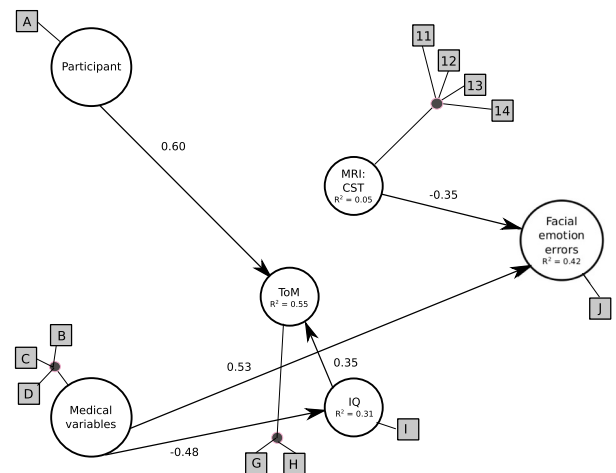 A
Participant
11
12
13
14
0.60
MRI:
CST
R² = 0.05
-0.35
Facial
emotion
errors
R² = 0.42
J
ToM
R² = 0.55
B
C
D
Medical
variables
0.53
0.35
IQ
R² = 0.31
I
-0.48
G
H